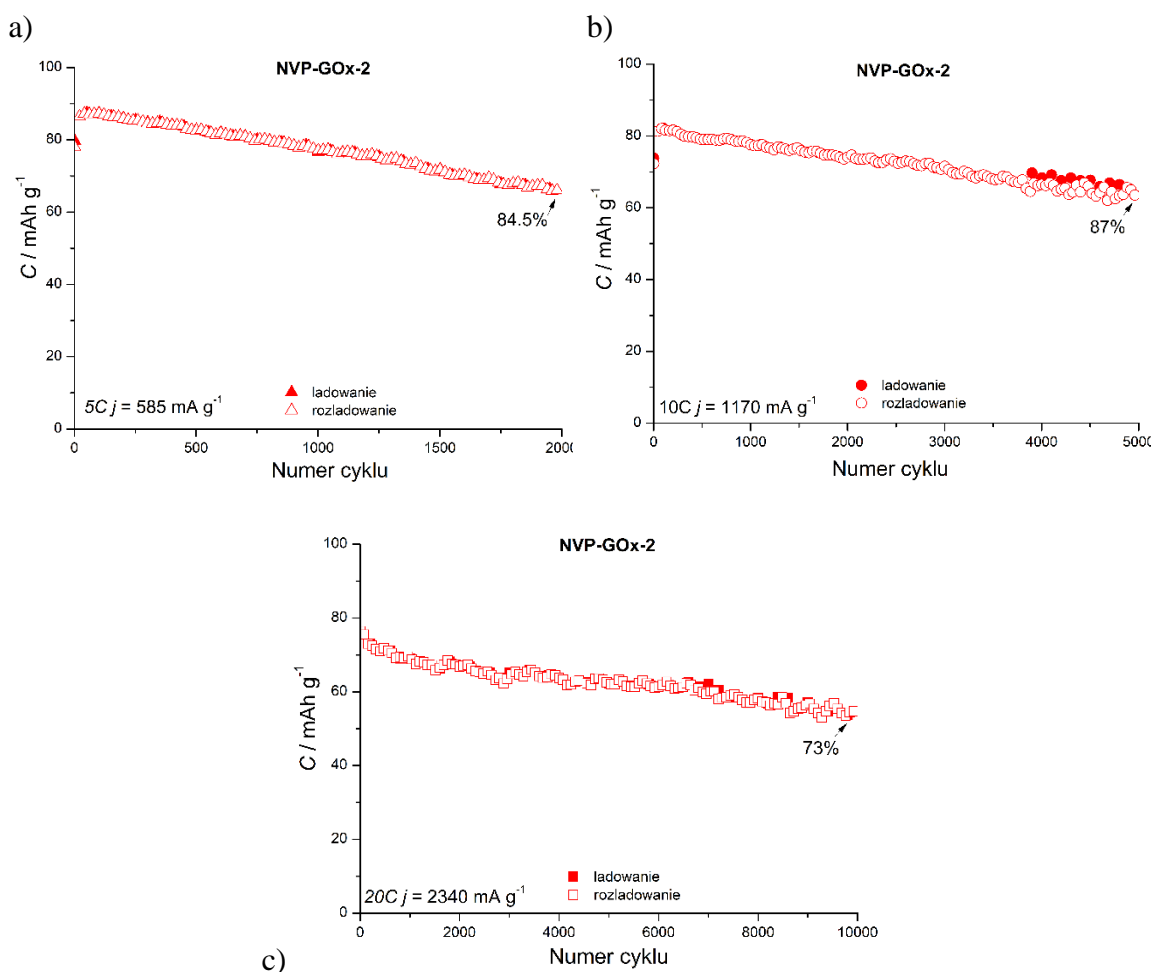 a)
NVP-GOx-2
100
80
60
40
20
0
C / mAh g⁻¹
84.5%
ladowanie
rozladowanie
5C j = 585 mA g⁻¹
0 500 1000 1500 2000
Numer cyklu
b)
NVP-GOx-2
100
80
60
40
20
0
C / mAh g⁻¹
87%
ladowanie
rozladowanie
10C j = 1170 mA g⁻¹
0 1000 2000 3000 4000 5000
Numer cyklu
NVP-GOx-2
100
80
60
40
20
0
C / mAh g⁻¹
73%
ladowanie
rozladowanie
20C j = 2340 mA g⁻¹
0 2000 4000 6000 8000 10000
Numer cyklu
c)